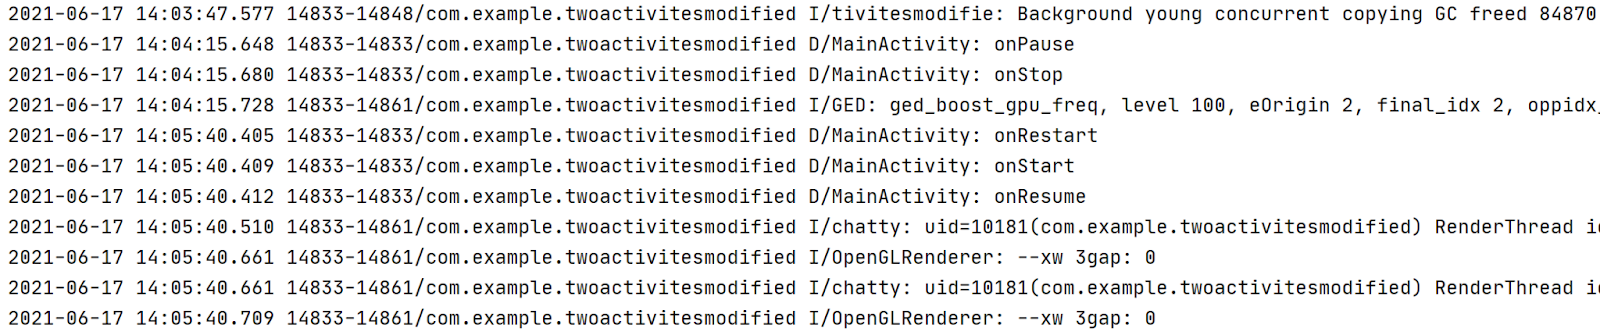 2021-06-17 14:03:47.577 14833-14848/com.example.twoactivitesmodified I/tivitesmodifie: Background young concurrent copying GC freed 84870
2021-06-17 14:04:15.648 14833-14833/com.example.twoactivitesmodified D/MainActivity: onPause
2021-06-17 14:04:15.680 14833-14833/com.example.twoactivitesmodified D/MainActivity: onStop
2021-06-17 14:04:15.728 14833-14861/com.example.twoactivitesmodified I/GED: ged_boost_gpu_freq, level 100, eOrigin 2, final_idx 2, oppidx_
2021-06-17 14:05:40.405 14833-14833/com.example.twoactivitesmodified D/MainActivity: onRestart
2021-06-17 14:05:40.409 14833-14833/com.example.twoactivitesmodified D/MainActivity: onStart
2021-06-17 14:05:40.412 14833-14833/com.example.twoactivitesmodified D/MainActivity: onResume
2021-06-17 14:05:40.510 14833-14861/com.example.twoactivitesmodified I/chatty: uid=10181(com.example.twoactivitesmodified) RenderThread
2021-06-17 14:05:40.661 14833-14861/com.example.twoactivitesmodified I/OpenGLRenderer: --xw 3gap: 0
2021-06-17 14:05:40.661 14833-14861/com.example.twoactivitesmodified I/chatty: uid=10181(com.example.twoactivitesmodified) RenderThread
2021-06-17 14:05:40.709 14833-14861/com.example.twoactivitesmodified I/OpenGLRenderer: --xw 3gap: 0